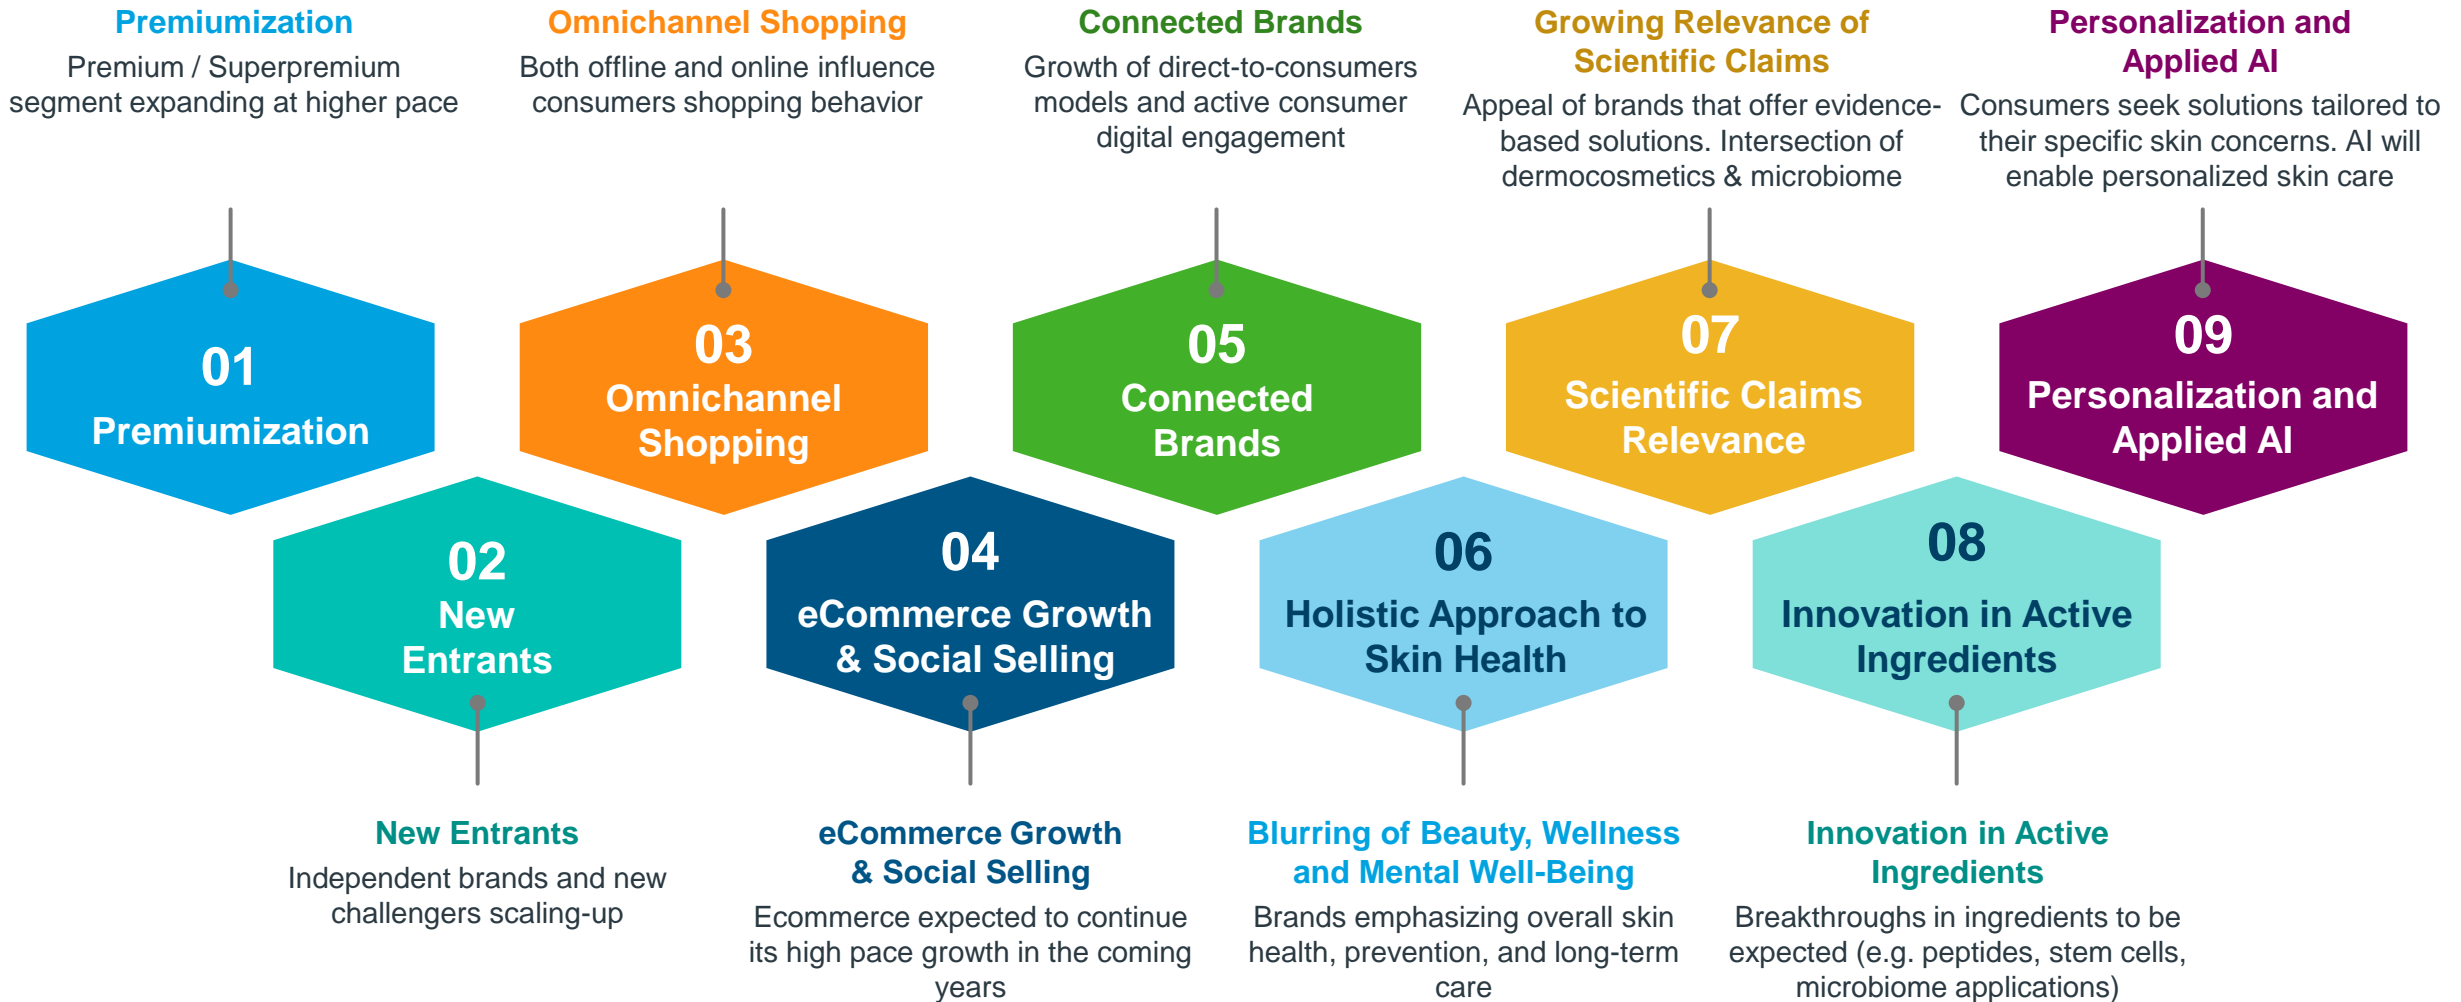 Premiumization
Premium / Superpremium
segment expanding at higher pace
Omnichannel Shopping
Both offline and online influence
consumers shopping behavior
Connected Brands
Growth of direct-to-consumers
models and active consumer
digital engagement
Growing Relevance of
Scientific Claims
Appeal of brands that offer evidence-
based solutions. Intersection of
dermocosmetics & microbiome
Personalization and
Applied AI
Consumers seek solutions tailored to
their specific skin concerns. AI will
enable personalized skin care
01
Premiumization
03
Omnichannel
Shopping
05
Connected
Brands
07
Scientific Claims
Relevance
09
Personalization and
Applied AI
02
New
Entrants
04
eCommerce Growth
& Social Selling
06
Holistic Approach to
Skin Health
08
Innovation in Active
Ingredients
New Entrants
Independent brands and new
challengers scaling-up
eCommerce Growth
& Social Selling
Ecommerce expected to continue
its high pace growth in the coming
years
Blurring of Beauty, Wellness
and Mental Well-Being
Brands emphasizing overall skin
health, prevention, and long-term
care
Innovation in Active
Ingredients
Breakthroughs in ingredients to be
expected (e.g. peptides, stem cells,
microbiome applications)